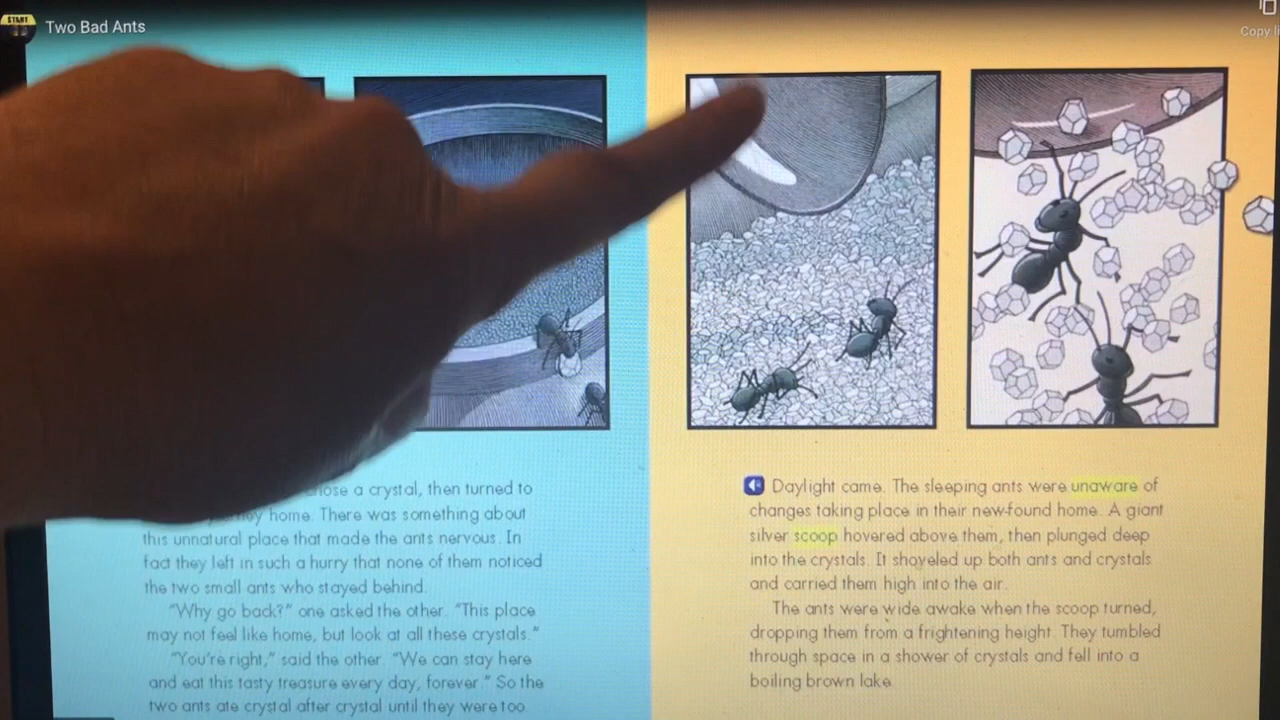 START
Two Bad Ants
Copy
a crystal, then turned to
home. There was something about
this unnatural place that made the ants nervous. In
fact they left in such a hurry that none of them noticed
the two small ants who stayed behind.
"Why go back?" one asked the other. "This place
may not feel like home, but look at all these crystals."
"You're right," said the other. "We can stay here
and eat this tasty treasure every day, forever." So the
two ants ate crystal after crystal until they were too
Daylight came. The sleeping ants were unaware of
changes taking place in their new-found home. A giant
silver scoop hovered above them, then plunged deep
into the crystals. It shoveled up both ants and crystals
and carried them high into the air.
The ants were wide awake when the scoop turned,
dropping them from a frightening height. They tumbled
through space in a shower of crystals and fell into a
boiling brown lake.